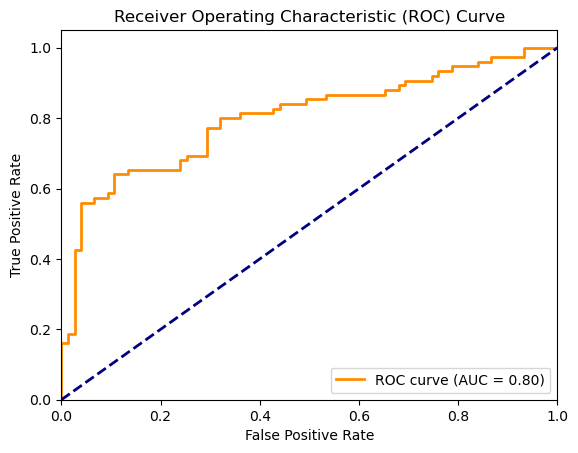 Receiver Operating Characteristic (ROC) Curve
1.0
0.8
0.6
0.4
0.2
0.0
True Positive Rate
ROC curve (AUC = 0.80)
0.0 0.2 0.4 0.6 0.8 1.0
False Positive Rate